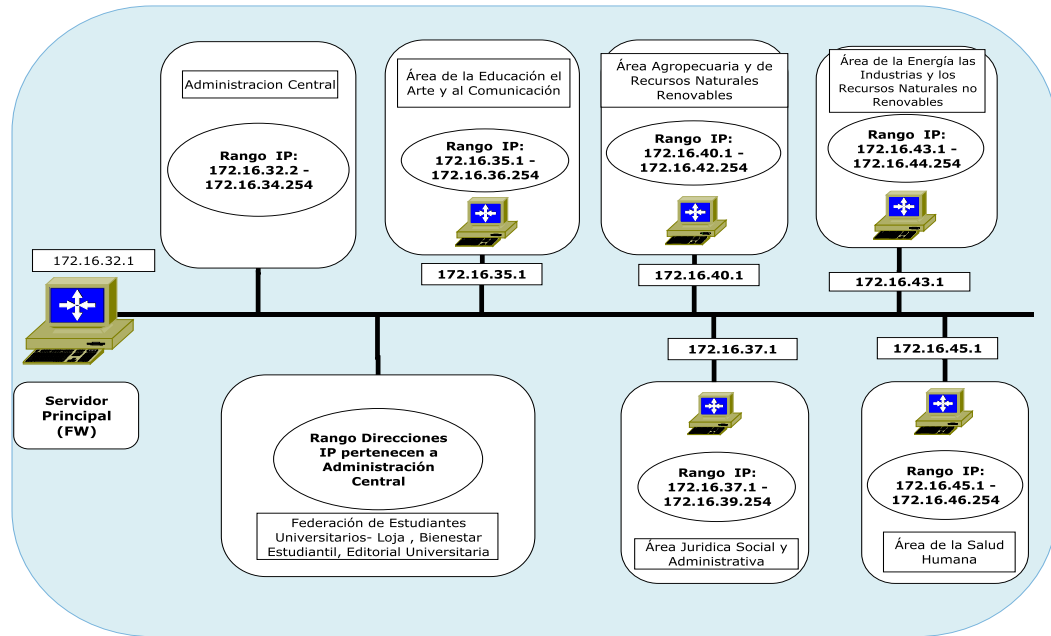 Administracion Central
Rango IP:
172.16.32.2 –
172.16.34.254
Área de la Educación el
Arte y al Comunicación
Rango IP:
172.16.35.1 -
172.16.36.254
172.16.35.1
Área Agropecuaria y de
Recursos Naturales
Renovables
Rango IP:
172.16.40.1 -
172.16.42.254
172.16.40.1
Área de la Energía las
Industrias y los
Recursos Naturales no
Renovables
Rango IP:
172.16.43.1 -
172.16.44.254
172.16.43.1
172.16.32.1
Servidor
Principal
(FW)
Rango Direcciones
IP pertenecen a
Administración
Central
Federación de Estudiantes
Universitarios- Loja , Bienestar
Estudiantil, Editorial Universitaria
172.16.37.1
Rango IP:
172.16.37.1 -
172.16.39.254
Área Juridica Social y
Administrativa
172.16.45.1
Rango IP:
172.16.45.1 -
172.16.46.254
Área de la Salud
Humana